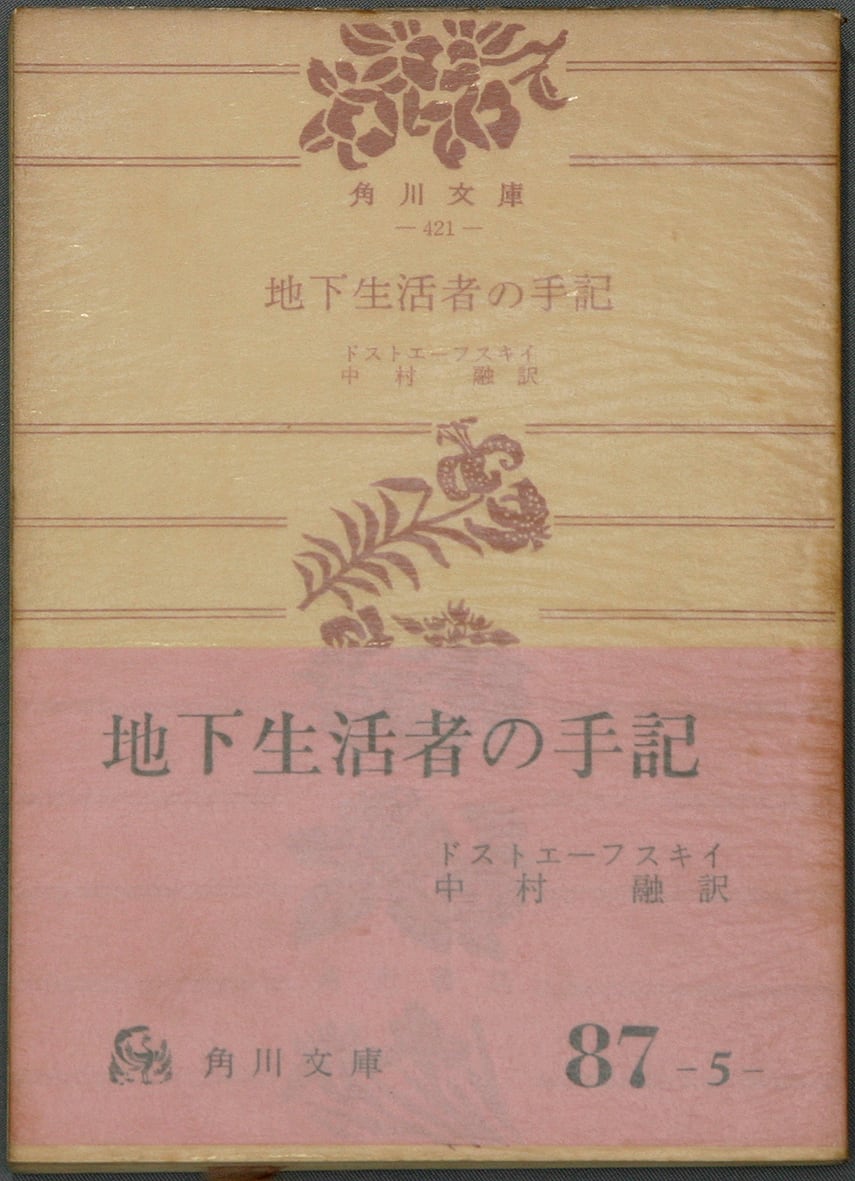 角川文庫
—421—
地下生活者の手記
ドストエーフスキイ
中村 融訳
地下生活者の手記
ドストエーフスキイ
中村 融訳
角川文庫
87-5-